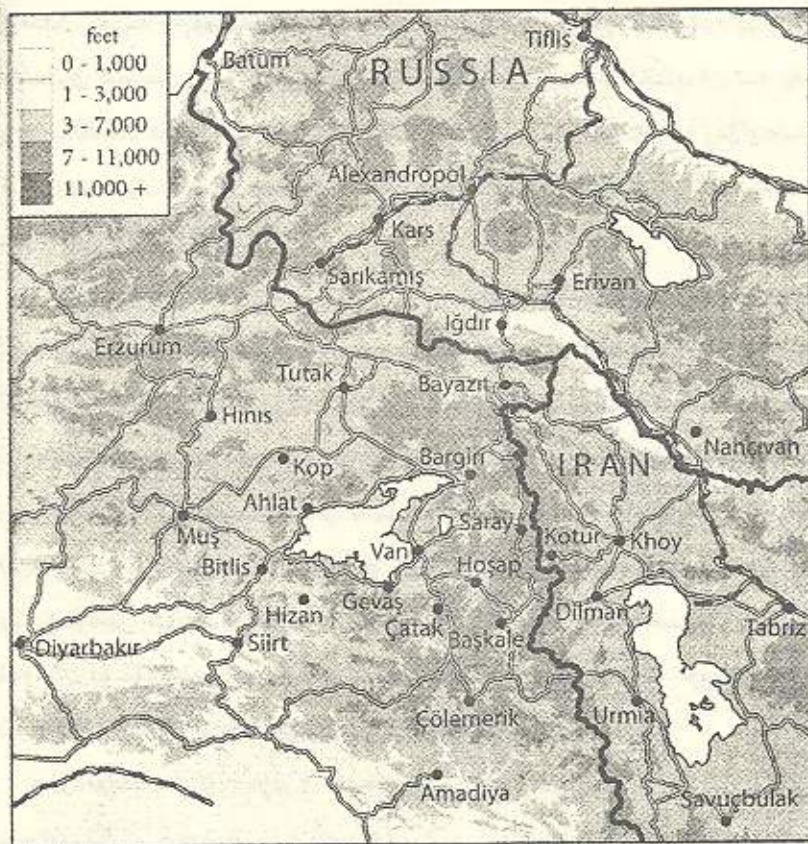 feet
0 - 1,000
1 - 3,000
3 - 7,000
7 - 11,000
11,000 +
Tiflis
Batum
RUSSIA
Alexandropol
Kars
Sarıkamış
Erivan
Iğdır
Erzurum
Tutak
Bayazıt
Hınıs
Nahcıvan
Kop
Bargiri
IRAN
Ahlat
Muş
Saray
Kotur
Khoy
Van
Bitlis
Hoşap
Gevaş
Hizan
Dilman
Çatak
Tabriz
Başkale
Diyarbakır
Siirt
Çölemerik
Urmia
Amadiya
Savuçbulak